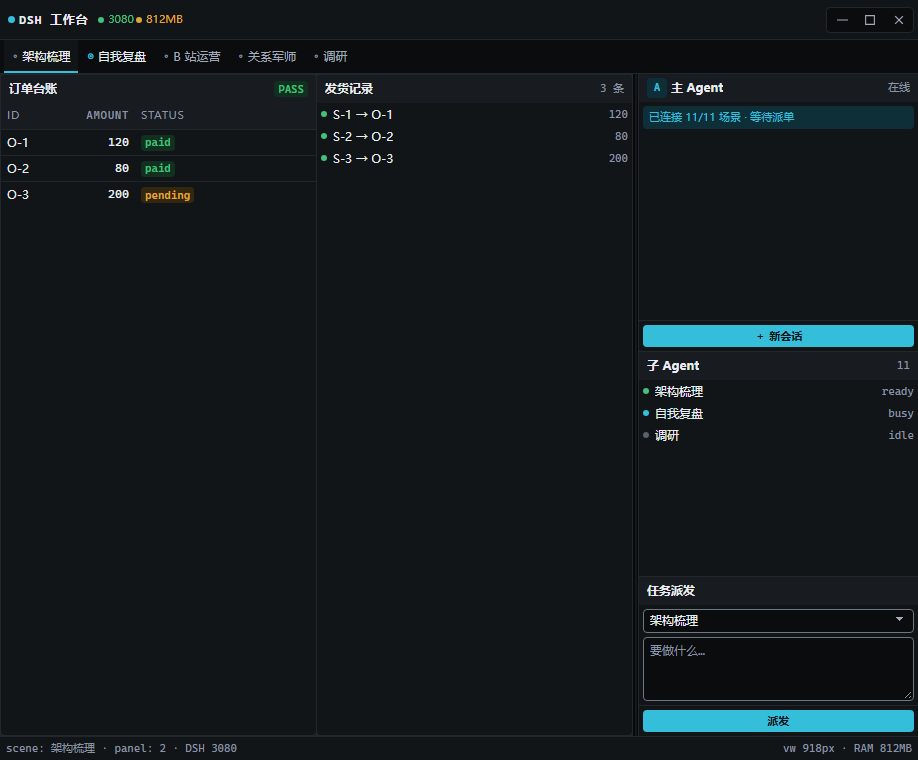 DSH 工作台 3080 812MB
架构梳理 自我复盘 B 站运营 关系军师 调研
订单台账 PASS
ID AMOUNT STATUS
O-1 120 paid
O-2 80 paid
O-3 200 pending
发货记录 3 条
S-1 → O-1 120
S-2 → O-2 80
S-3 → O-3 200
A 主 Agent 在线
已连接 11/11 场景 · 等待派单
+ 新会话
子 Agent 11
架构梳理 ready
自我复盘 busy
调研 idle
任务派发
架构梳理
要做什么…
派发
scene: 架构梳理 · panel: 2 · DSH 3080
vw 918px · RAM 812MB